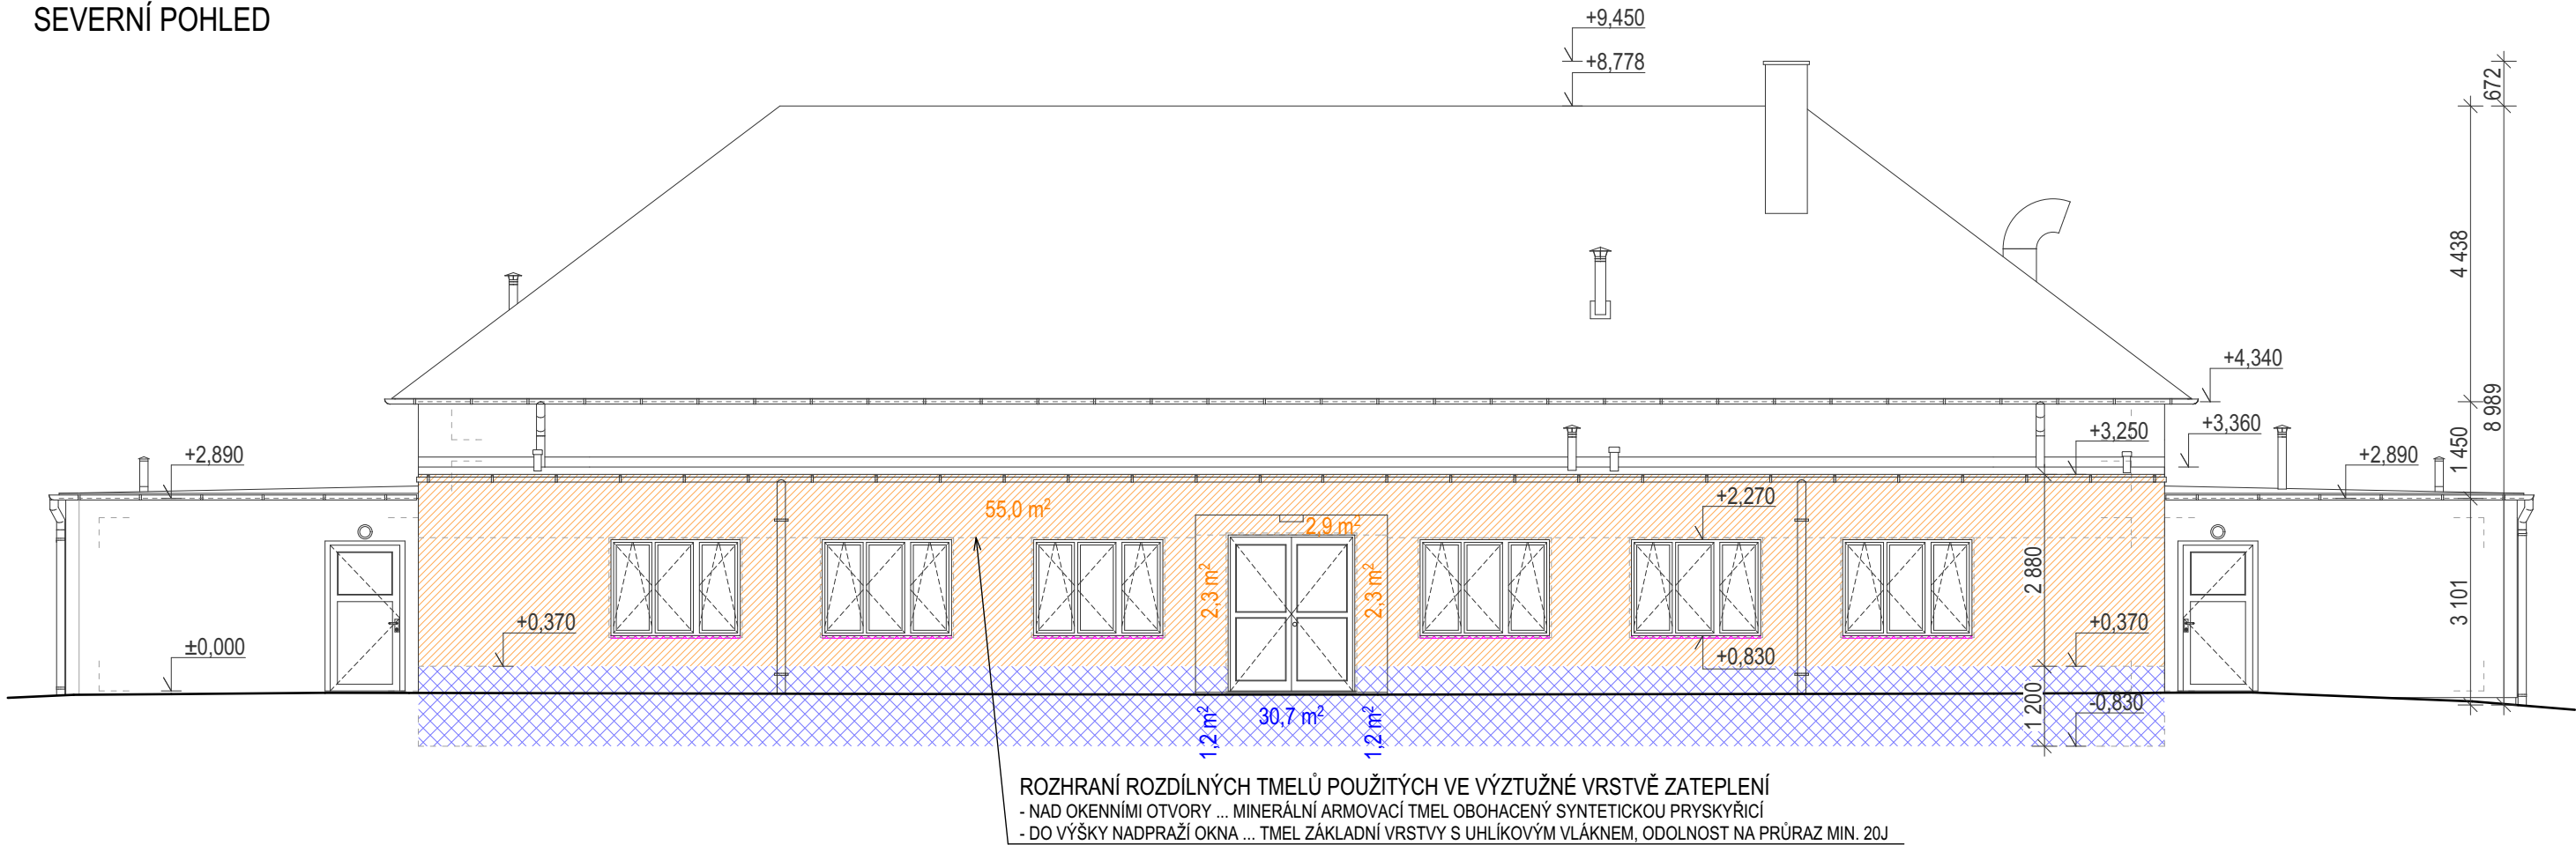 SEVERNÍ POHLED
+9,450
+8,778
672
4 438
8 989
+4,340
+3,360
+3,250
1 450
+2,890
+2,890
55,0 m²
2,9 m²
+2,270
2,3 m²
2,3 m²
2 880
3 101
+0,370
+0,370
±0,000
+0,830
1,2 m²
30,7 m²
1,2 m²
1 200
-0,830
ROZHRANÍ ROZDÍLNÝCH TMELŮ POUŽITÝCH VE VÝZTUŽNÉ VRSTVĚ ZATEPLENÍ
- NAD OKENNÍMI OTVORY ... MINERÁLNÍ ARMOVACÍ TMEL OBOHACENÝ SYNTETICKOU PRYSKYŘICÍ
- DO VÝŠKY NADPRAŽÍ OKNA ... TMEL ZÁKLADNÍ VRSTVY S UHLÍKOVÝM VLÁKNEM, ODOLNOST NA PRŮRAZ MIN. 20J